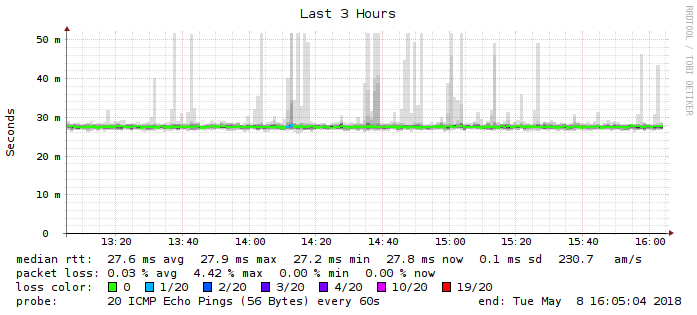 Last 3 Hours
RRDTOOL / TOBI OETIKER
Seconds
50 m
40 m
30 m
20 m
10 m
0
13:20 13:40 14:00 14:20 14:40 15:00 15:20 15:40 16:00
median rtt: 27.6 ms avg 27.9 ms max 27.2 ms min 27.8 ms now 0.1 ms sd 230.7 am/s
packet loss: 0.03 % avg 4.42 % max 0.00 % min 0.00 % now
loss color: 0 1/20 2/20 3/20 4/20 10/20 19/20
probe: 20 ICMP Echo Pings (56 Bytes) every 60s end: Tue May 8 16:05:04 2018